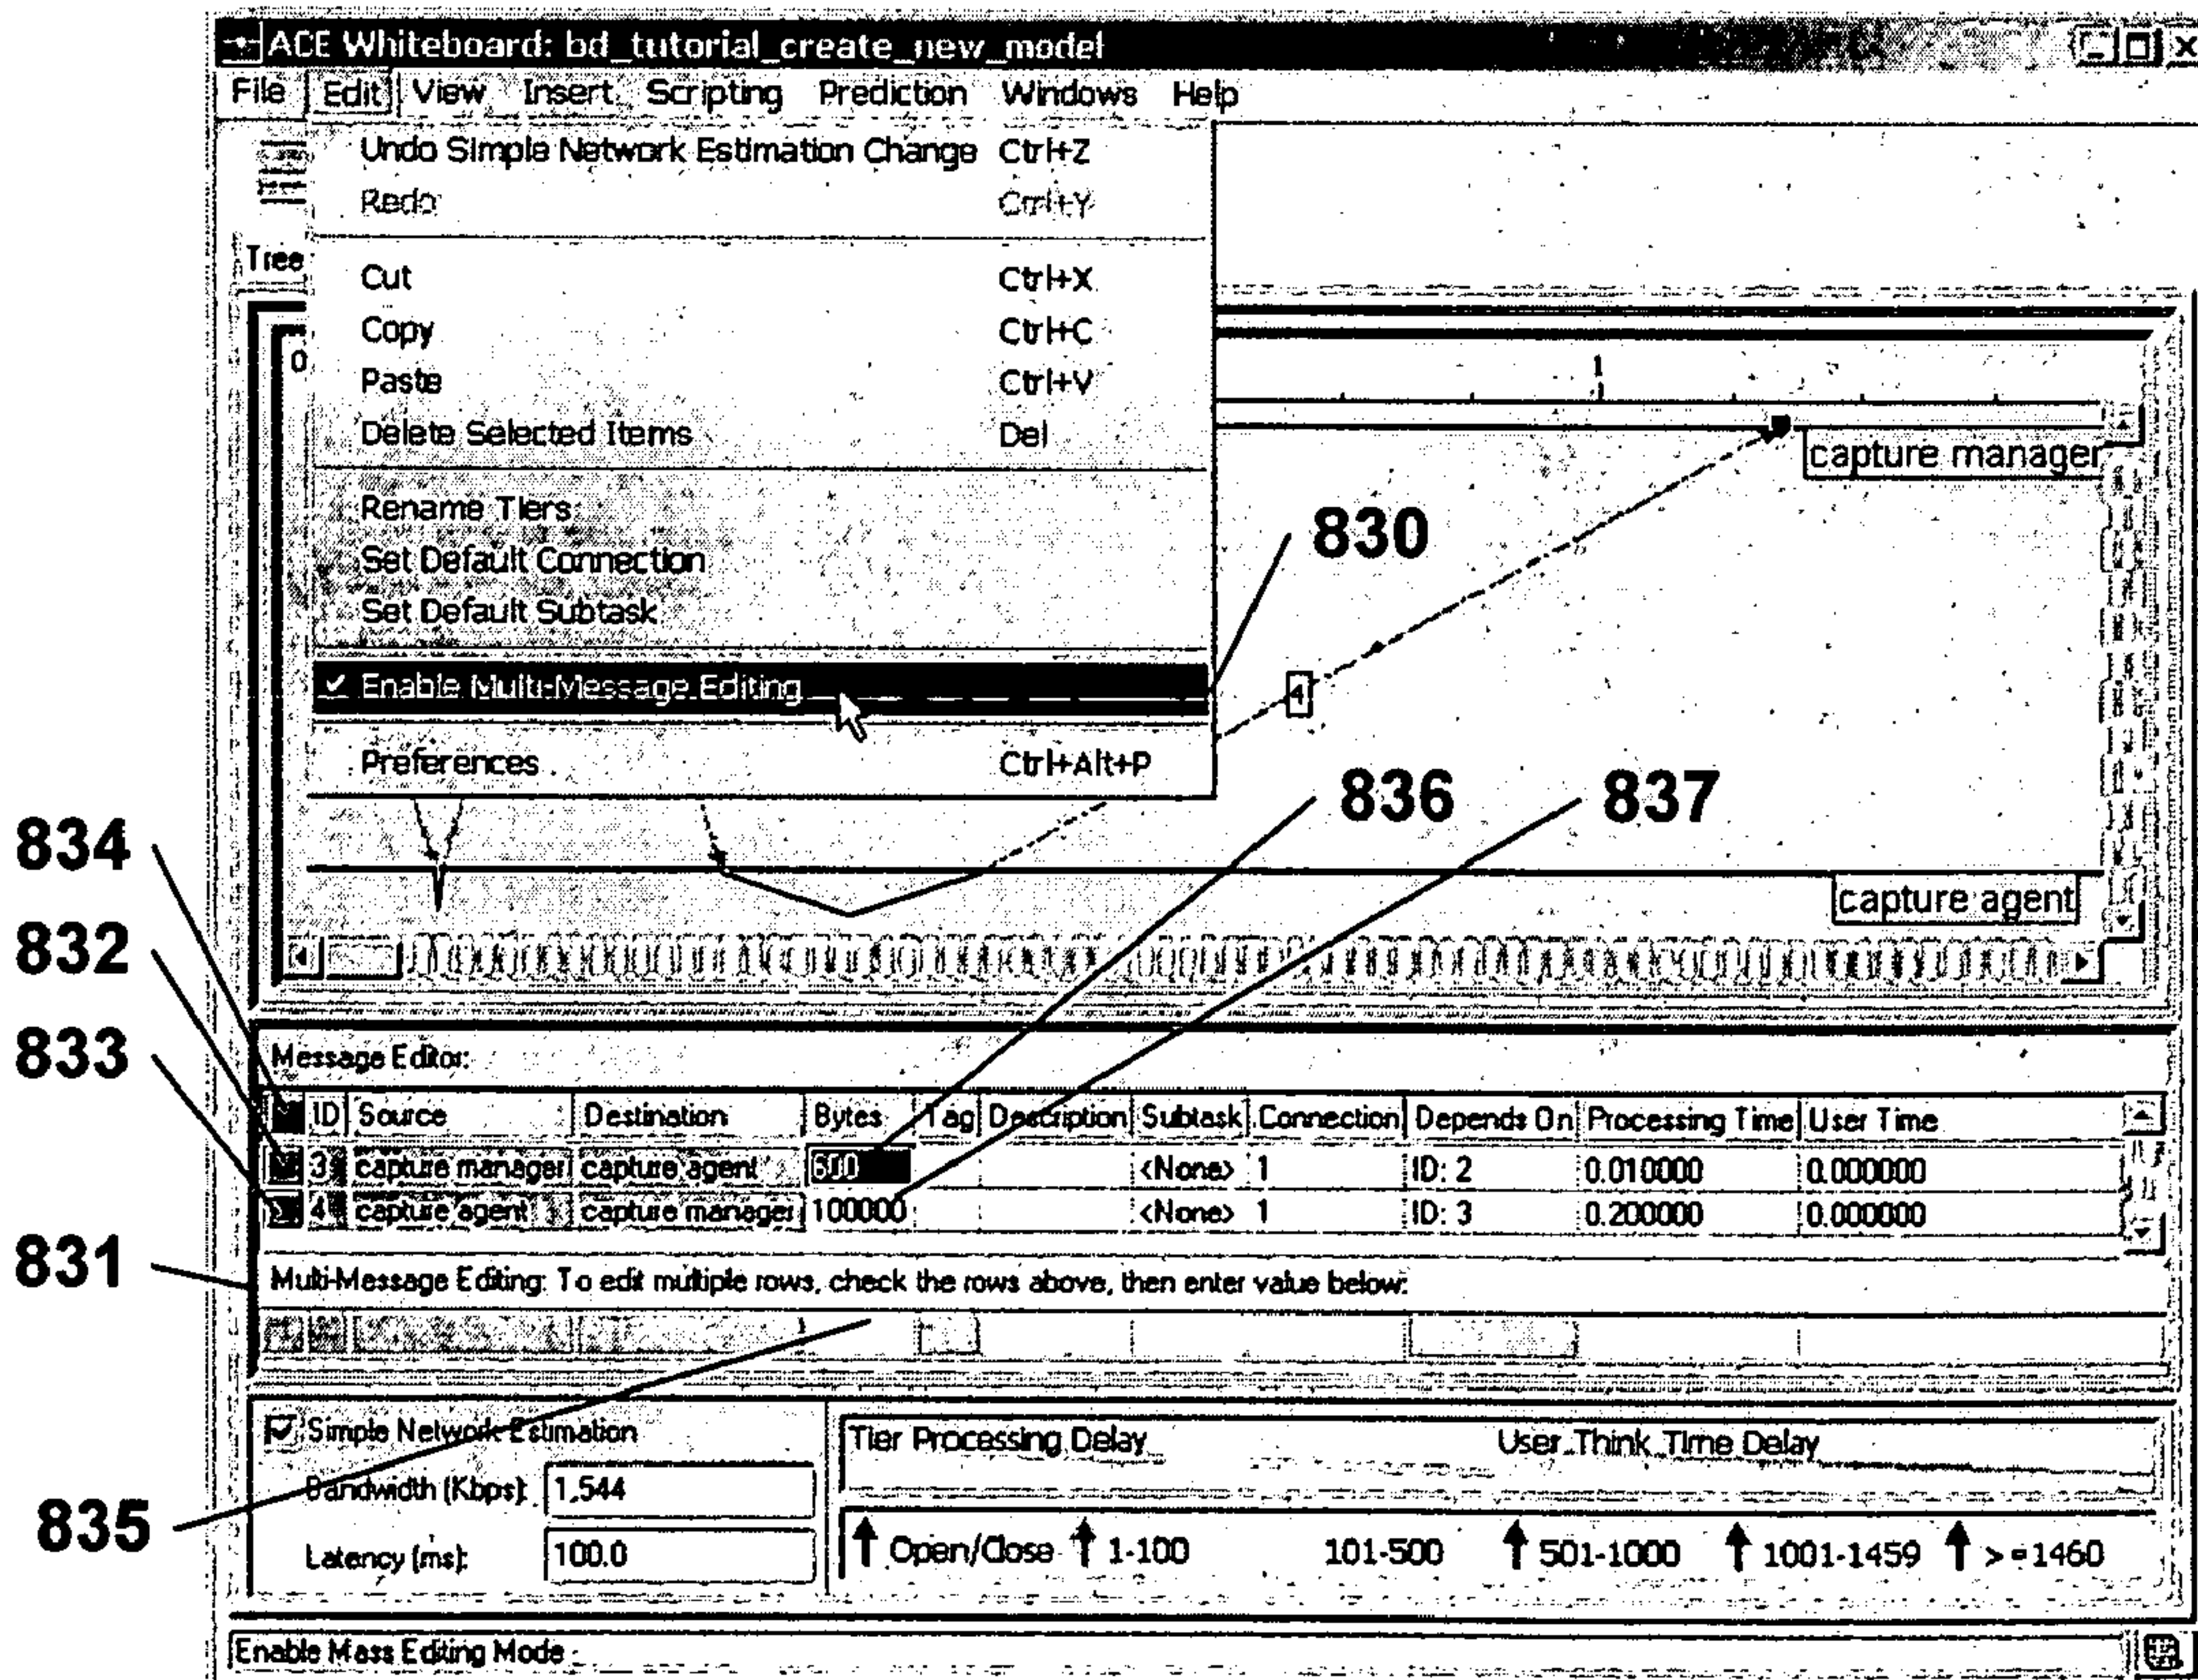 ACE Whiteboard: bd_tutorial_create_new_model
File Edit View Insert Scripting Prediction Windows Help
Undo Simple Network Estimation Change Ctrl+Z
Redo Ctrl+Y
Tree
Cut Ctrl+X
Copy Ctrl+C
0
Paste Ctrl+V
1
Delete Selected Items Del
capture manager
Rename Tiers
830
Set Default Connection
Set Default Subtask
Enable Multi-Message Editing
4
Preferences Ctrl+Alt+P
836 837
834
capture agent
832
833
Message Editor:
ID Source Destination Bytes Tag Description Subtask Connection Depends On Processing Time User Time
3 capture manager capture agent 600 <None> 1 ID: 2 0.010000 0.000000
4 capture agent capture manager 100000 <None> 1 ID: 3 0.200000 0.000000
831
Multi-Message Editing: To edit multiple rows, check the rows above, then enter value below:
Simple Network Estimation
Tier Processing Delay User Think Time Delay
Bandwidth (Kbps): 1,544
835
Latency (ms): 100.0
Open/Close 1-100 101-500 501-1000 1001-1459 >=1460
Enable Mass Editing Mode